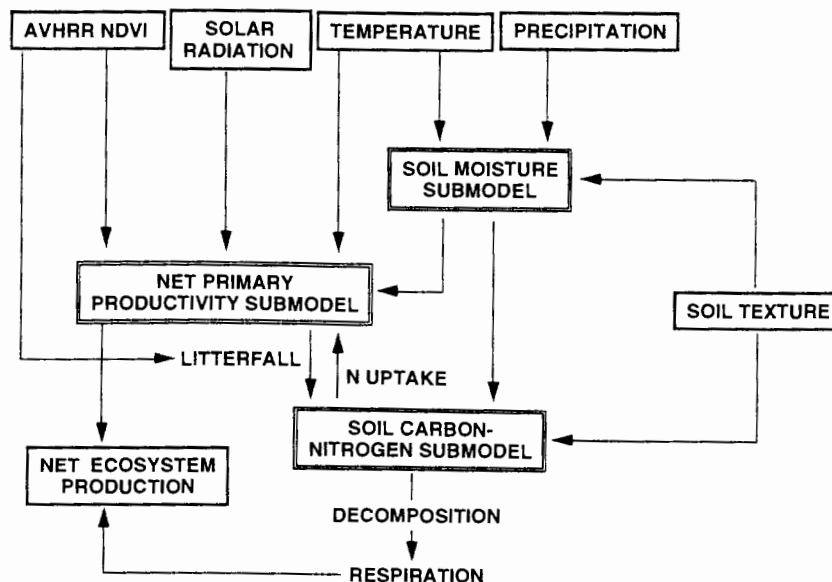 AVHRR NDVI
SOLAR
RADIATION
TEMPERATURE
PRECIPITATION
SOIL MOISTURE
SUBMODEL
NET PRIMARY
PRODUCTIVITY SUBMODEL
SOIL TEXTURE
LITTERFALL
N UPTAKE
SOIL CARBON-
NITROGEN SUBMODEL
NET ECOSYSTEM
PRODUCTION
DECOMPOSITION
RESPIRATION